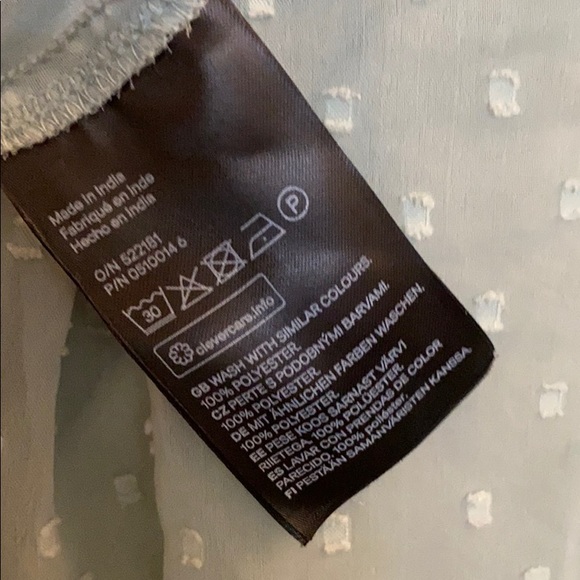 Made in India
Fabriqué en Inde
Hecho en India
O/N 522181
P/N 0510014 6
30
P
clevercare.info
GB WASH WITH SIMILAR COLOURS.
100% POLYESTER.
CZ PERTE S PODOBNÝMI BARVAMI.
100% POLYESTER.
DE MIT ÄHNLICHEN FARBEN WASCHEN.
100% POLYESTER.
EE PESE KOOS SARNAST VÄRVI
RIIETEGA. 100% POLÜESTER.
ES LAVAR CON PRENDAS DE COLOR
PARECIDO. 100% poliéster.
FI PESTÄÄN SAMANVÄRISTEN KANSSA.